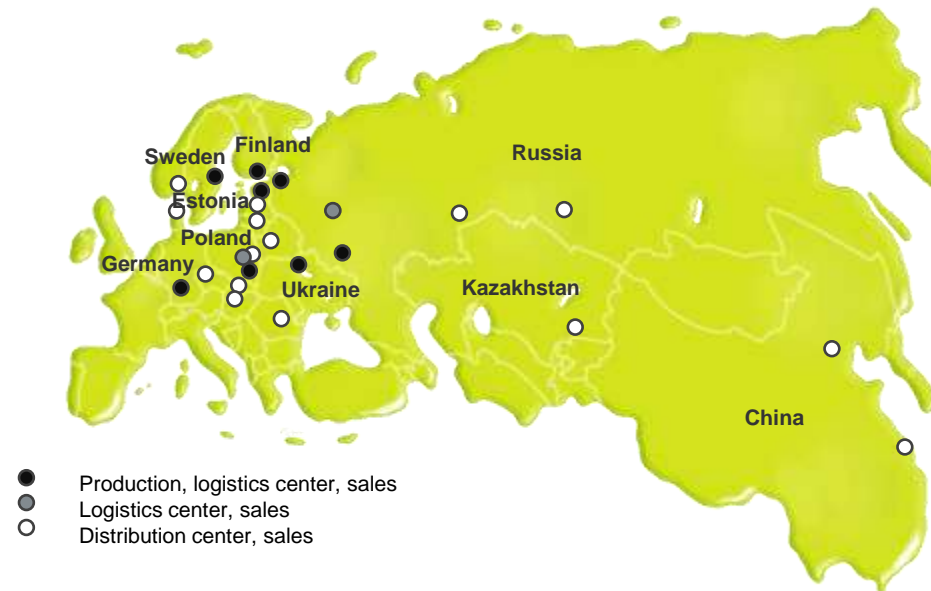 Finland
Sweden
Russia
Estonia
Poland
Germany
Ukraine
Kazakhstan
China
Production, logistics center, sales
Logistics center, sales
Distribution center, sales